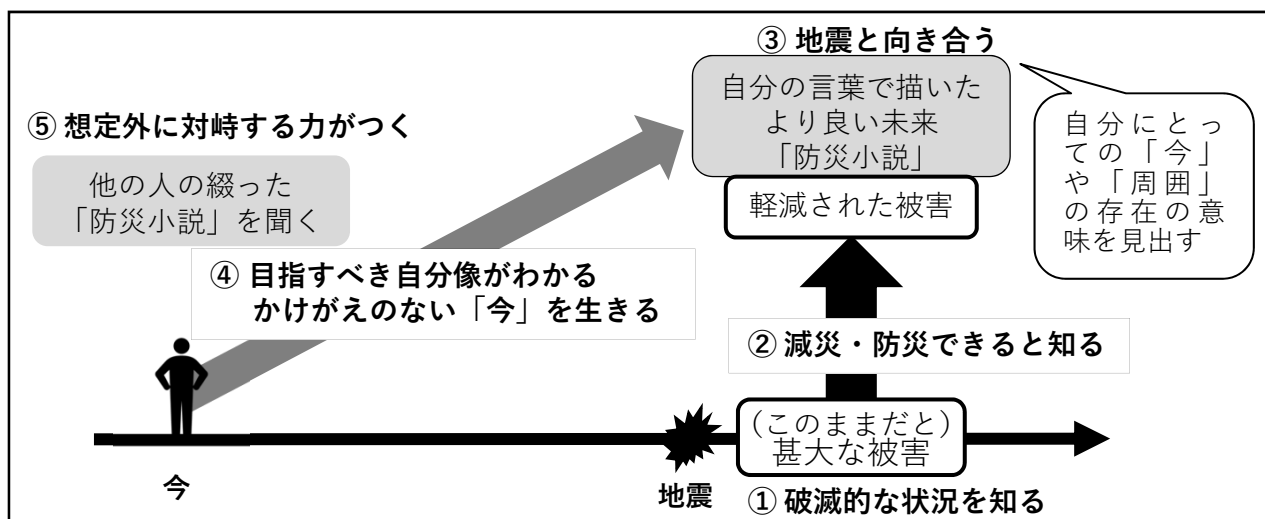 ③ 地震と向き合う
自分の言葉で描いた
より良い未来
「防災小説」
軽減された被害
自分にとっ
ての「今」
や「周囲」
の存在の意
味を見出す
⑤ 想定外に対峙する力がつく
他の人の綴った
「防災小説」を聞く
④ 目指すべき自分像がわかる
かけがえのない「今」を生きる
② 減災・防災できると知る
（このままだと）
甚大な被害
今
地震
① 破滅的な状況を知る